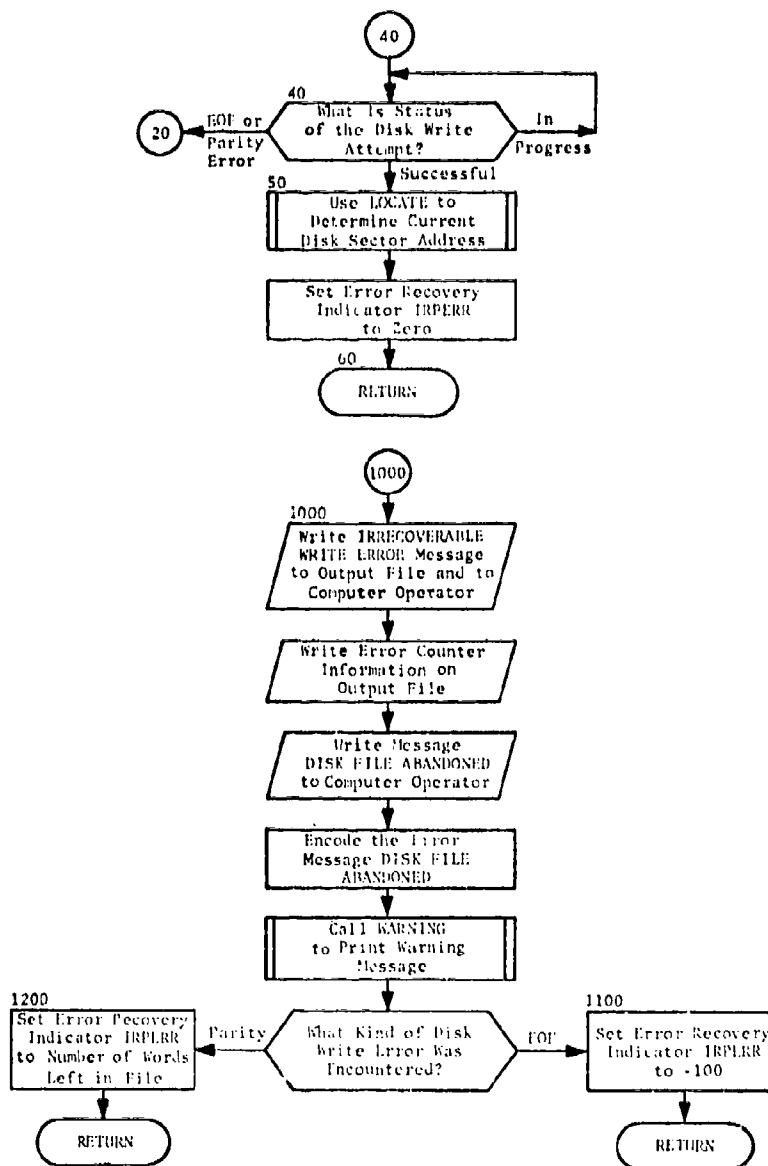 40
40
What Is Status
of the Disk Write
Attempt?
20
EOF or
Parity
Error
In
Progress
Successful
50
Use LOCATE to
Determine Current
Disk Sector Address
Set Error Recovery
Indicator IRPERR
to Zero
60
RETURN
1000
1000
Write IRRECOVERABLE
WRITE ERROR Message
to Output File and to
Computer Operator
Write Error Counter
Information on
Output File
Write Message
DISK FILE ABANDONED
to Computer Operator
Encode the Error
Message DISK FILE
ABANDONED
Call WARNING
to Print Warning
Message
1200
Set Error Recovery
Indicator IRPERR
to Number of Words
Left in File
Parity
What Kind of Disk
Write Error Was
Encountered?
EOF
1100
Set Error Recovery
Indicator IRPERR
to -100
RETURN
RETURN